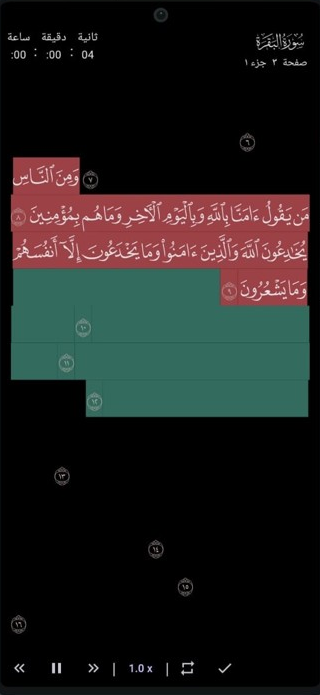 ساعة دقيقة ثانية
00: : 00: : 04
سُورَةُ البَقَرَة
صفحة ٣ جزء ١
٦
٧ وَمِنَ ٱلنَّاسِ
مَن يَقُولُ ءَامَنَّا بِٱللَّهِ وَبِٱلْيَوْمِ ٱلْأَخِرِ وَمَا هُم بِمُؤْمِنِينَ ٨
يُخَٰدِعُونَ ٱللَّهَ وَٱلَّذِينَ ءَامَنُوا۟ وَمَا يَخْدَعُونَ إِلَّآ أَنفُسَهُمْ
وَمَا يَشْعُرُونَ ٩
١٠
١١
١٢
١٣
١٤
١٥
١٦
1.0 x